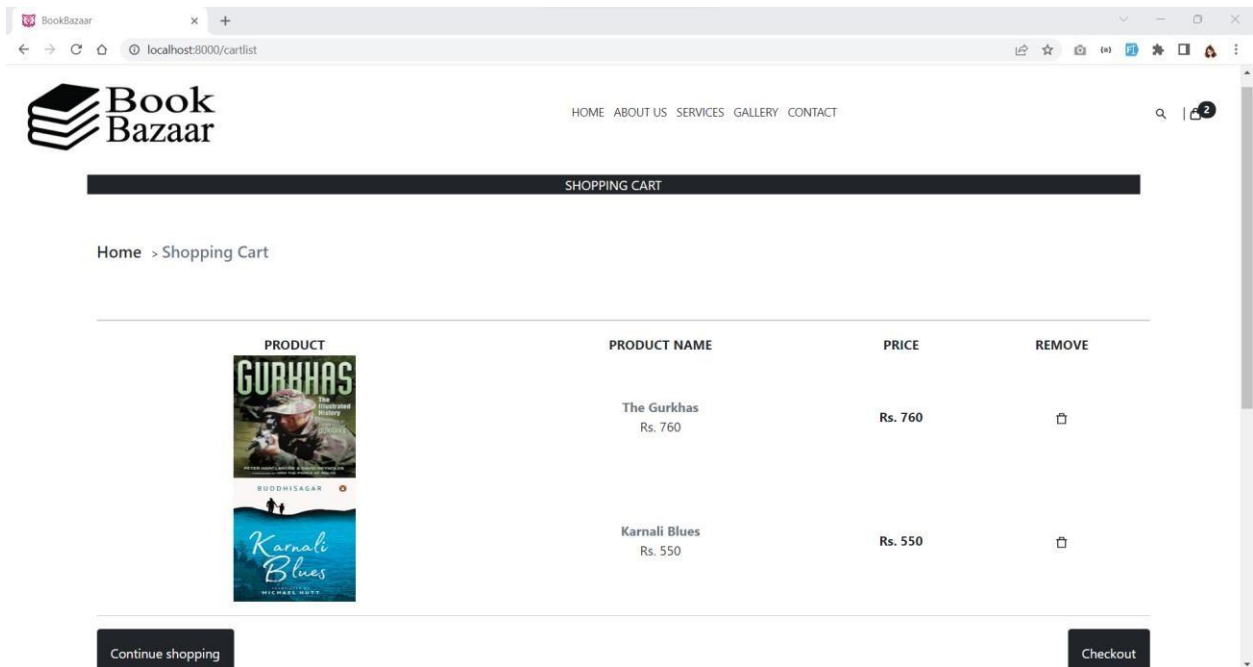 BookBazaar
localhost:8000/cartlist
Book
Bazaar
HOME ABOUT US SERVICES GALLERY CONTACT
2
SHOPPING CART
Home > Shopping Cart
PRODUCT PRODUCT NAME PRICE REMOVE
GURKHAS
The
Illustrated
History
The Gurkhas
Rs. 760
Rs. 760
BUDDHISAGAR
Karnali
Blues
MICHAEL HUTT
Karnali Blues
Rs. 550
Rs. 550
Continue shopping
Checkout